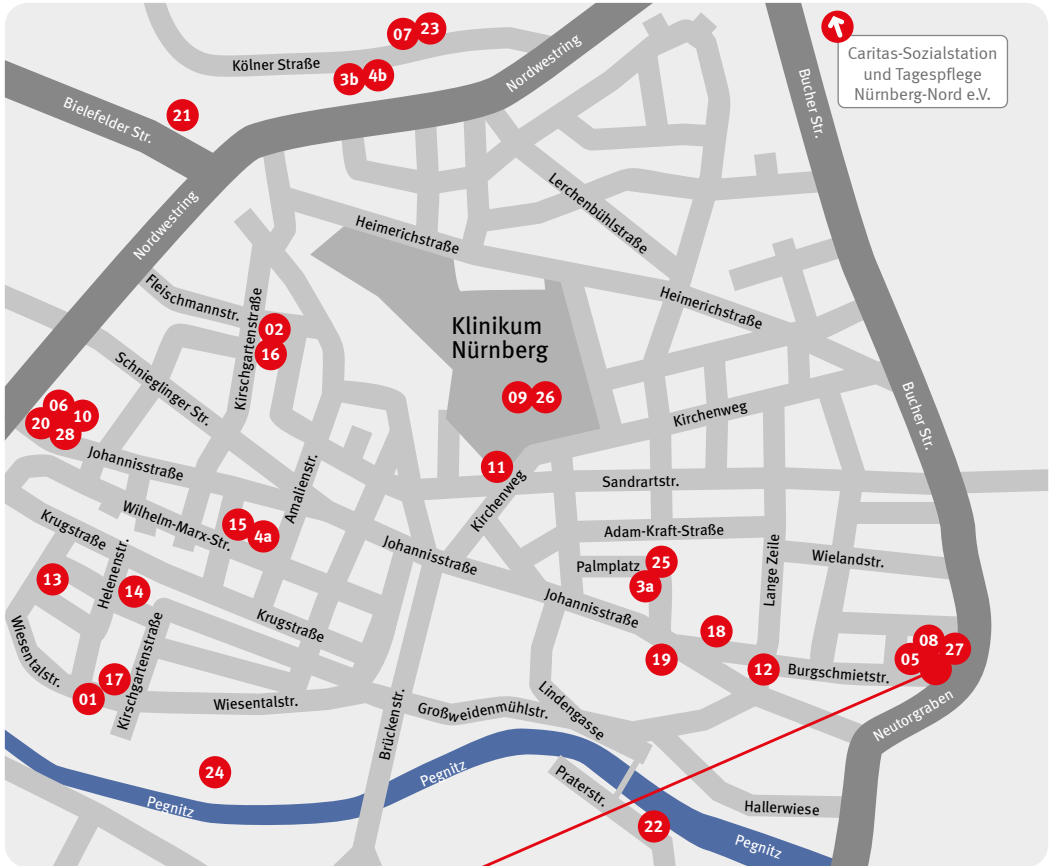 07
23
Kölner Straße
3b
4b
Nordwestring
Bucher Str.
Caritas-Sozialstation
und Tagespflege
Nürnberg-Nord e.V.
21
Bielefelder Str.
Lerchenbühlstraße
Nordwestring
Heimerichstraße
Heimerichstraße
Fleischmannstr.
Kirschgartenstraße
02
16
Klinikum
Nürnberg
Schnieglinger Str.
09
26
Kirchenweg
Bucher Str.
06
20
10
28
Johannisstraße
11
Kirchenweg
Sandrartstr.
Amalienstr.
Wilhelm-Marx-Str.
15
4a
Krugstraße
Johannisstraße
Adam-Kraft-Straße
Palmplatz
25
3a
Lange Zeile
Wielandstr.
13
Helenenstr.
14
Johannisstraße
Krugstraße
18
19
12
Burgschmietstr.
05
08
27
Wiesentalstr.
17
01
Kirschgartenstraße
Wiesentalstr.
Brückenstr.
Großweidenmühlstr.
Lindengasse
Neutorgraben
24
Pegnitz
Pegnitz
Praterstr.
22
Hallerwiese
Pegnitz